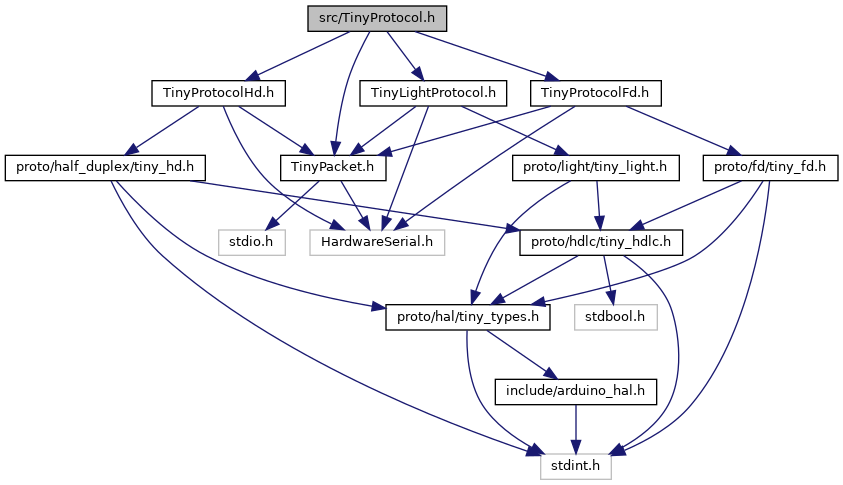 src/TinyProtocol.h
TinyProtocolHd.h
TinyLightProtocol.h
TinyProtocolFd.h
proto/half_duplex/tiny_hd.h
TinyPacket.h
proto/light/tiny_light.h
proto/fd/tiny_fd.h
stdio.h
HardwareSerial.h
proto/hdlc/tiny_hdlc.h
proto/hal/tiny_types.h
stdbool.h
include/arduino_hal.h
stdint.h